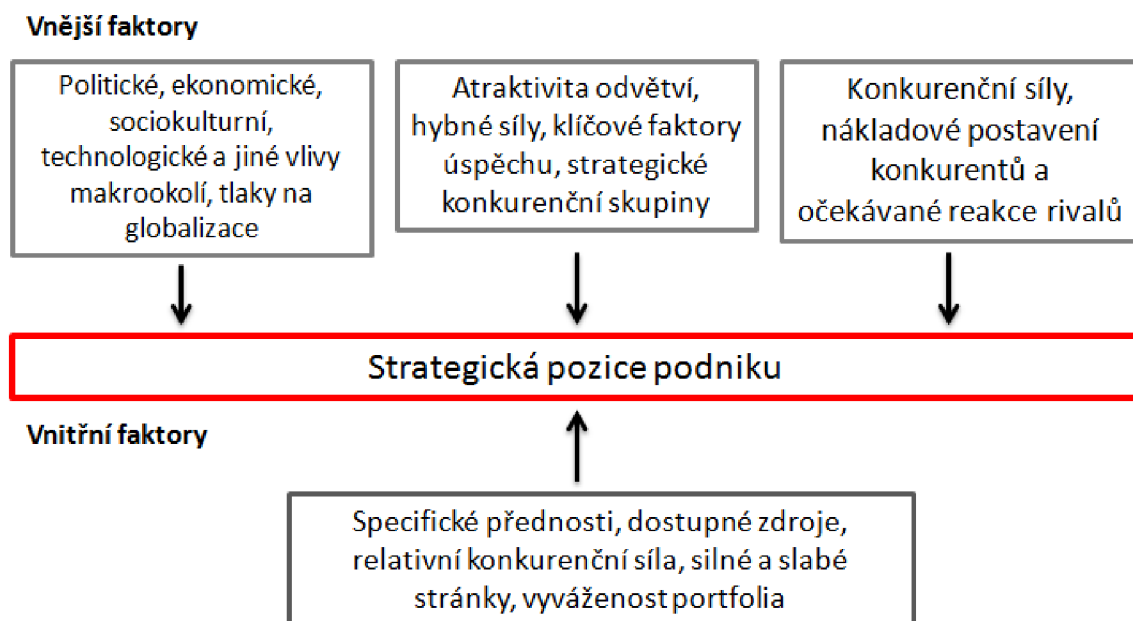 Vnější faktory
Politické, ekonomické,
sociokulturní,
technologické a jiné vlivy
makrookolí, tlaky na
globalizace
Atraktivita odvětví,
hybné síly, klíčové faktory
úspěchu, strategické
konkurenční skupiny
Konkurenční síly,
nákladové postavení
konkurentů a
očekávané reakce rivalů
Strategická pozice podniku
Vnitřní faktory
Specifické přednosti, dostupné zdroje,
relativní konkurenční síla, silné a slabé
stránky, vyváženost portfolia